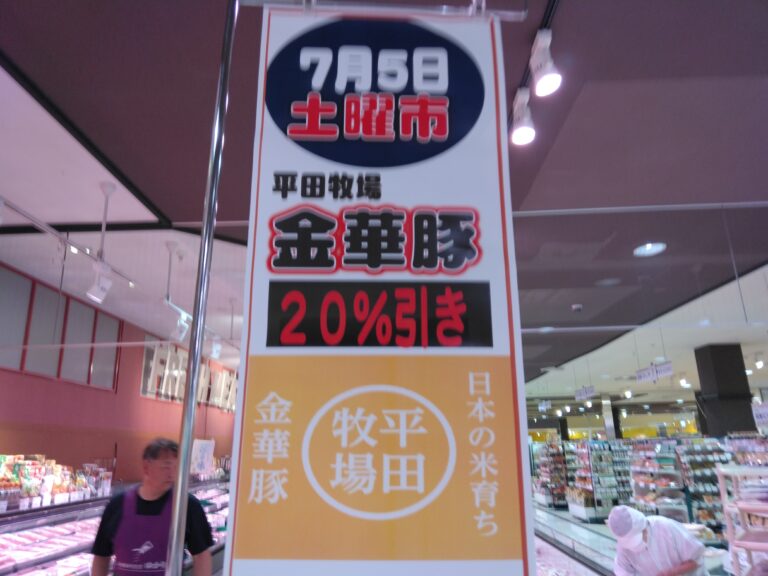 7月5日
土曜市
平田牧場
金華豚
20%引き
日本の米育ち
平田
牧場
金華豚